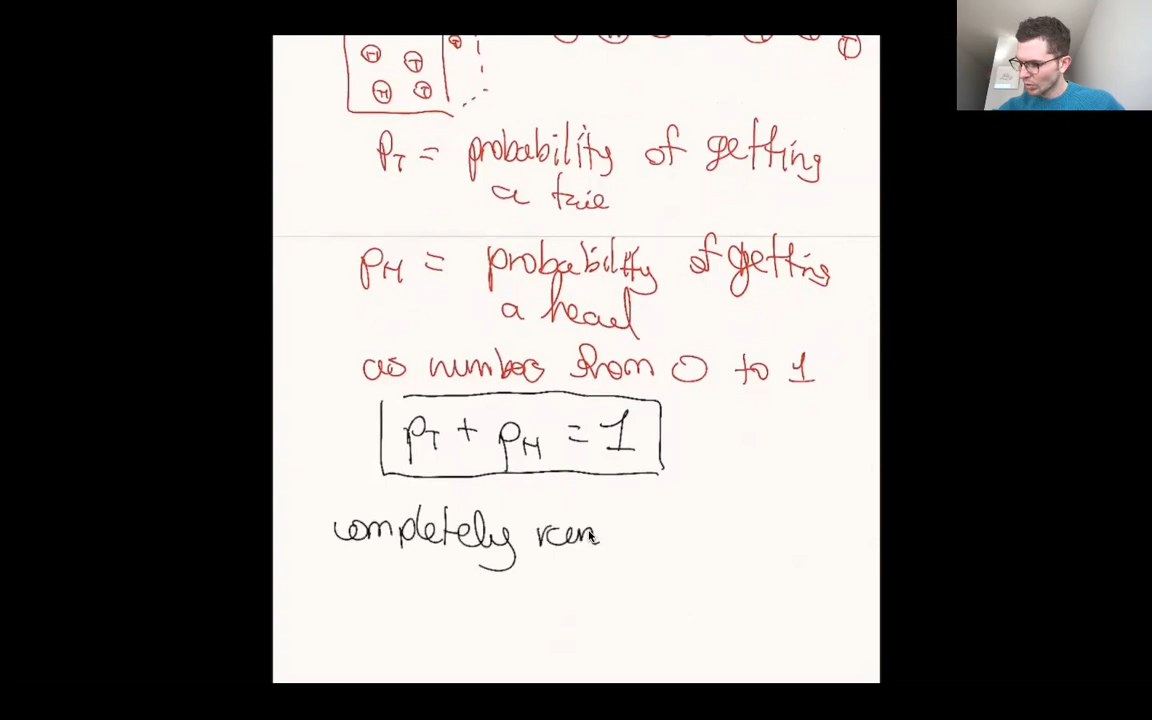 H T T
H T
P_T = probability of getting
a taie
P_H = probability of getting
a head
as numbers from 0 to 1
P_T + P_H = 1
completely ran